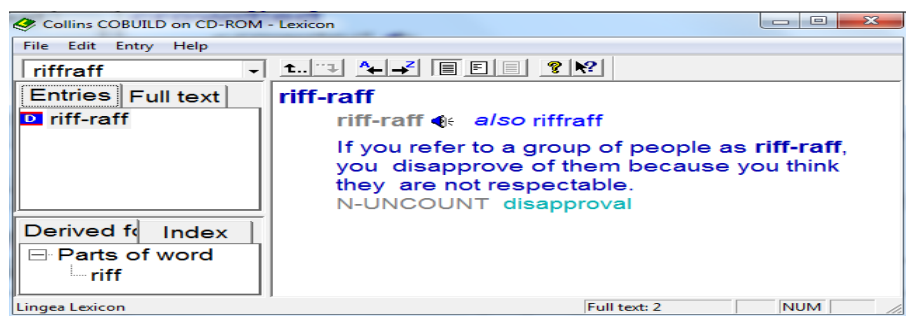 Collins COBUILD on CD-ROM - Lexicon
File Edit Entry Help
riffraff
Entries Full text
D riff-raff
riff-raff
riff-raff also riffraff
If you refer to a group of people as riff-raff,
you disapprove of them because you think
they are not respectable.
N-UNCOUNT disapproval
Derived fo Index
Parts of word
riff
Lingea Lexicon Full text: 2 NUM